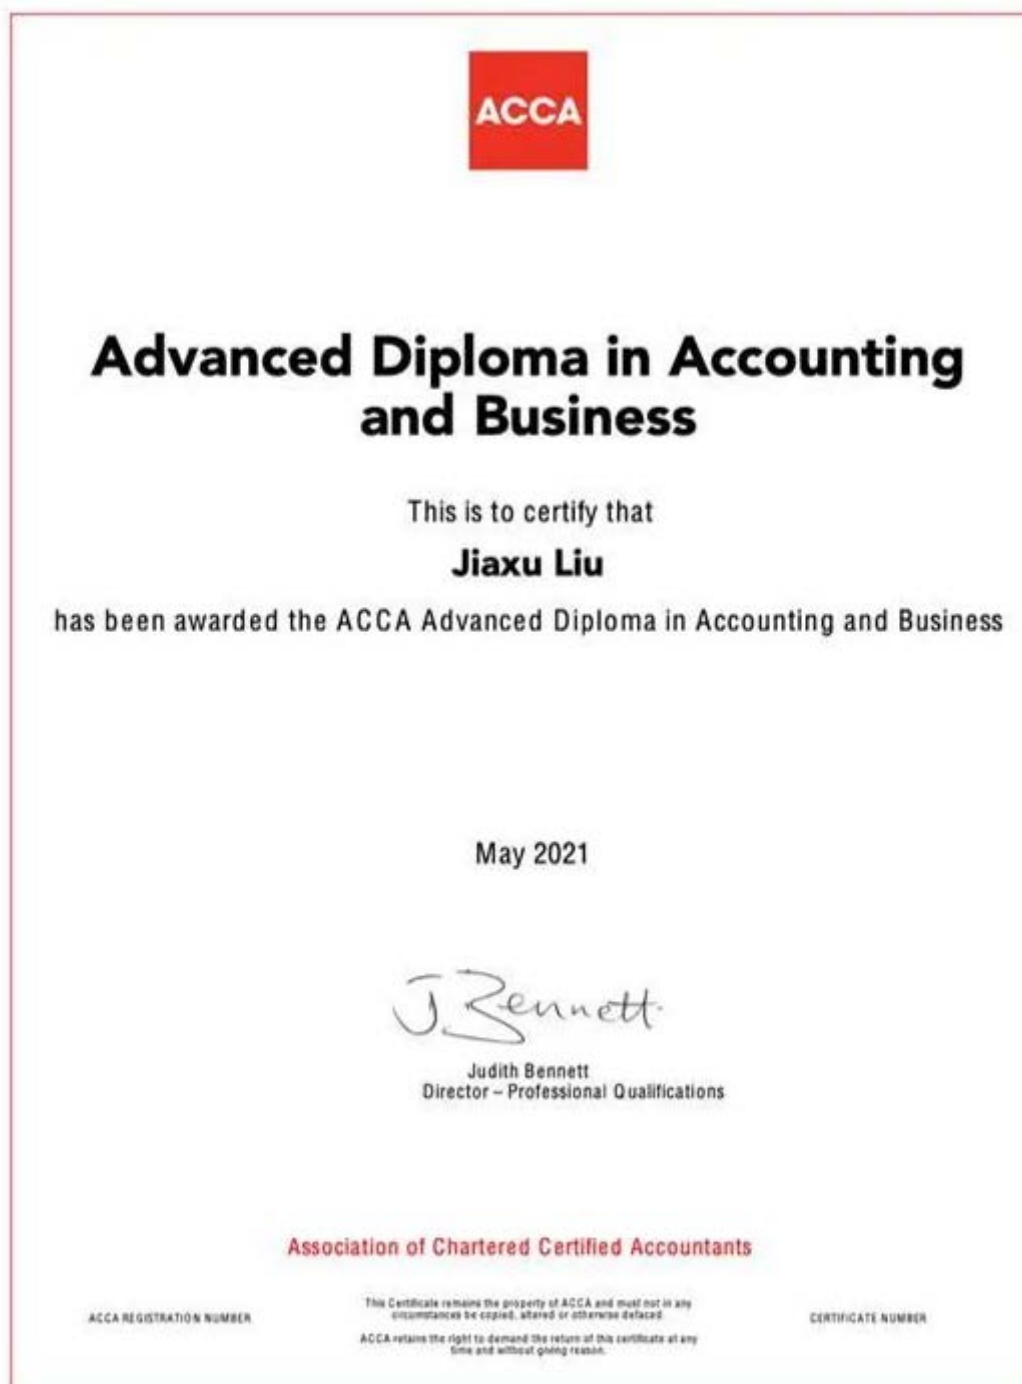 ACCA
Advanced Diploma in Accounting
and Business
This is to certify that
Jiaxu Liu
has been awarded the ACCA Advanced Diploma in Accounting and Business
May 2021
J Bennett.
Judith Bennett
Director – Professional Qualifications
Association of Chartered Certified Accountants
ACCA REGISTRATION NUMBER
This Certificate remains the property of ACCA and must not in any
circumstances be copied, altered or otherwise defaced.
ACCA retains the right to demand the return of this certificate at any
time and without giving reason.
CERTIFICATE NUMBER